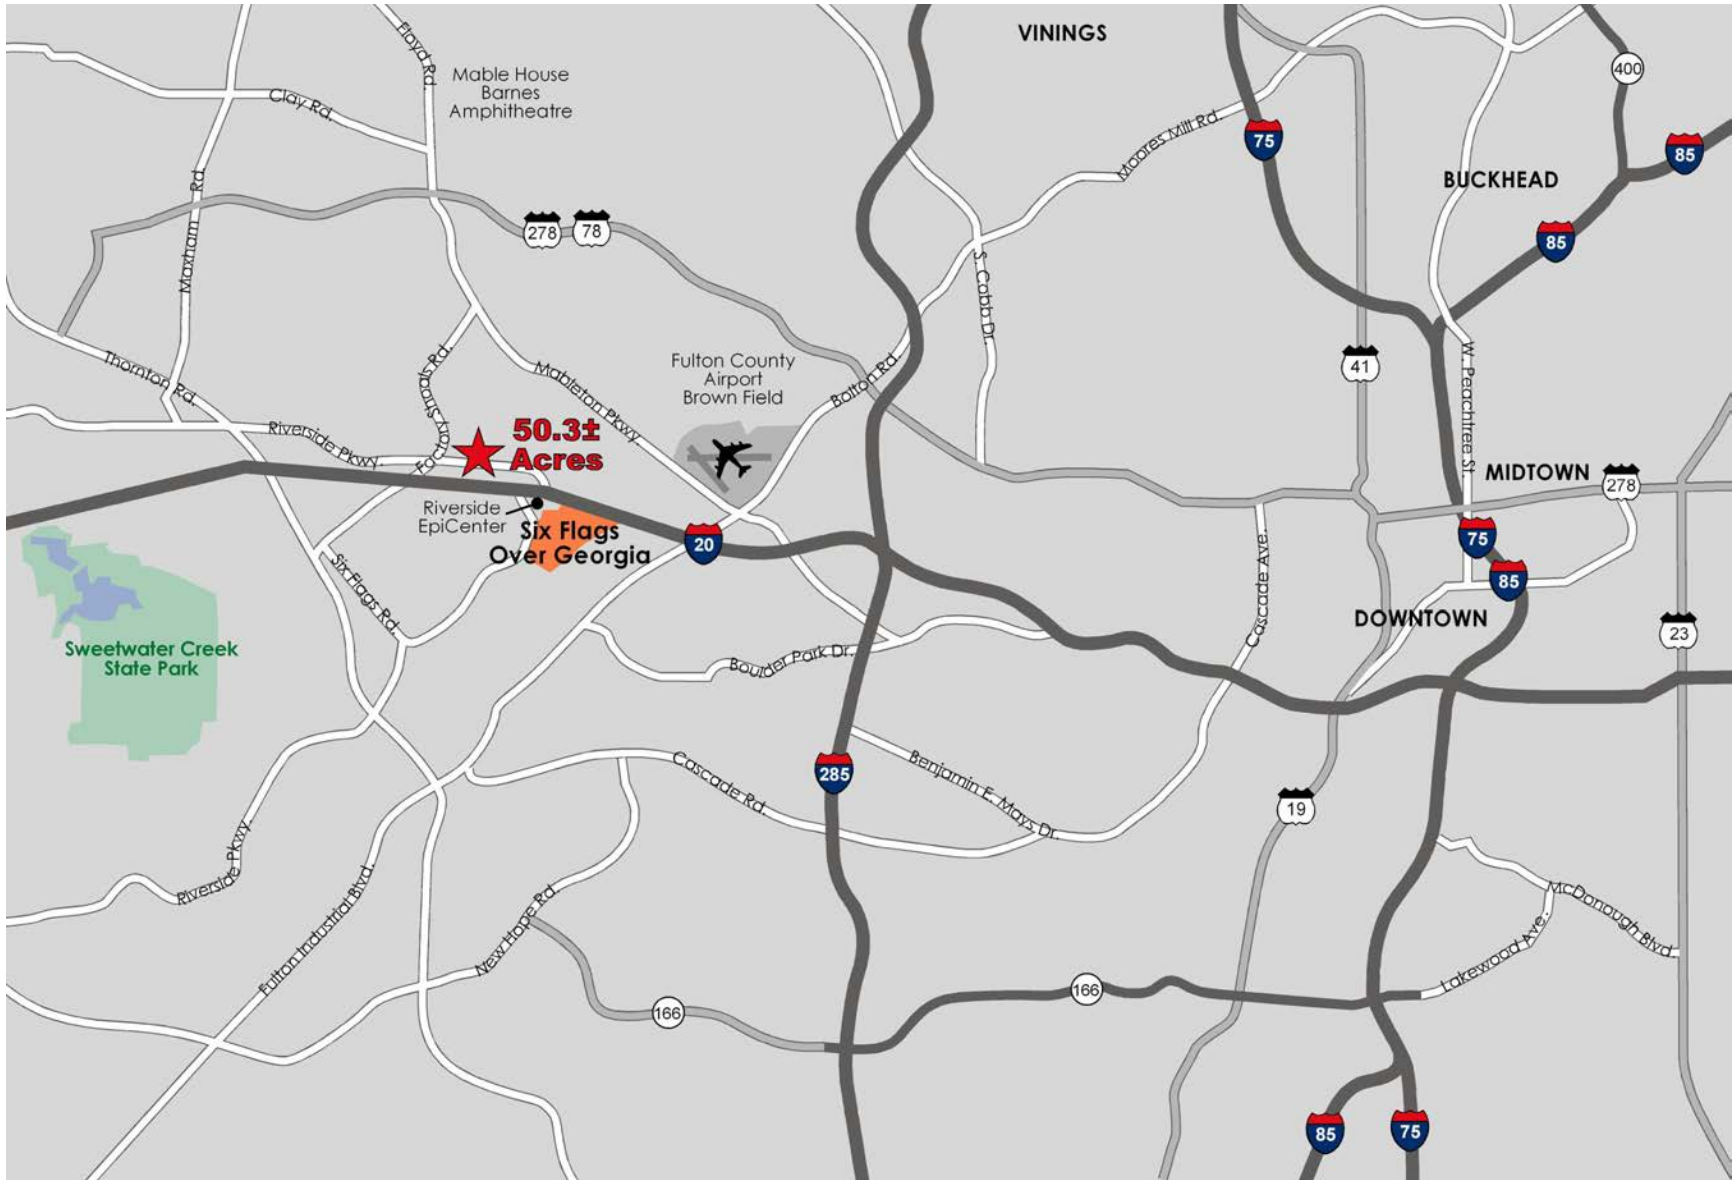 VININGS
Floyd Rd.
Mable House
Barnes
Amphitheatre
Clay Rd.
400
Moores Mill Rd.
75
85
BUCKHEAD
278
78
85
Maxham Rd.
S. Cobb Dr.
Thornton Rd.
Factory Shoals Rd.
Mableton Pkwy.
Fulton County
Airport
Brown Field
Bolton Rd.
41
W. Peachtree St.
Riverside Pkwy.
50.3±
Acres
MIDTOWN
278
Riverside
EpiCenter
Six Flags
Over Georgia
20
75
85
Cascade Ave.
Six Flags Rd.
DOWNTOWN
23
Sweetwater Creek
State Park
Boulder Park Dr.
285
Cascade Rd.
Benjamin E. Mays Dr.
19
Riverside Pkwy.
Fulton Industrial Blvd.
New Hope Rd.
McDonough Blvd.
Lakewood Ave.
166
166
85
75